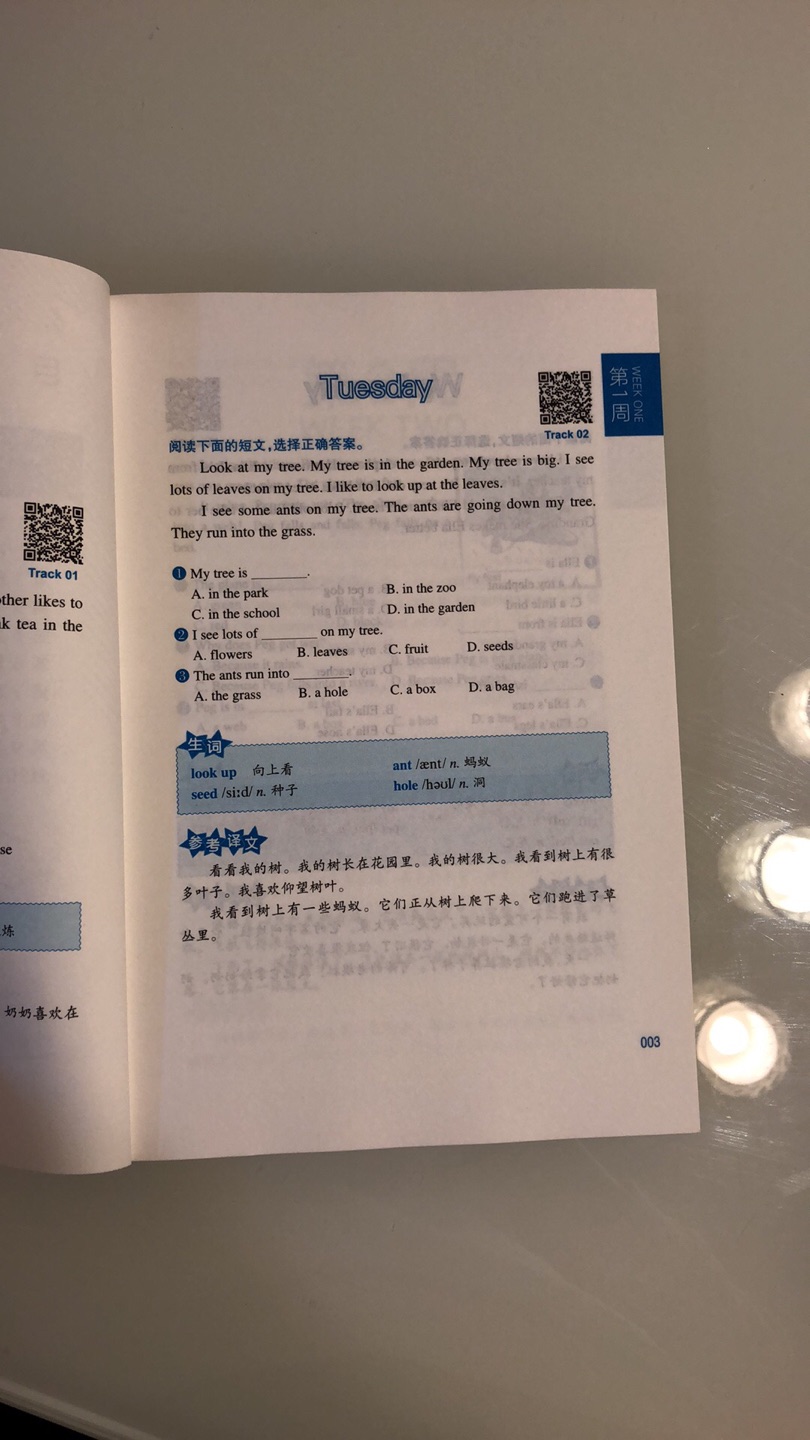 Track 01
other likes to
k tea in the
se
炼
奶奶喜欢在
Tuesday
Track 02
第1周
WEEK ONE
阅读下面的短文,选择正确答案。
Look at my tree. My tree is in the garden. My tree is big. I see
lots of leaves on my tree. I like to look up at the leaves.
I see some ants on my tree. The ants are going down my tree.
They run into the grass.
1 My tree is ________.
A. in the park B. in the zoo
C. in the school D. in the garden
2 I see lots of ________ on my tree.
A. flowers B. leaves C. fruit D. seeds
3 The ants run into ________.
A. the grass B. a hole C. a box D. a bag
生词
look up 向上看 ant /ænt/ n. 蚂蚁
seed /siːd/ n. 种子 hole /həʊl/ n. 洞
参考译文
看看我的树。我的树长在花园里。我的树很大。我看到树上有很
多叶子。我喜欢仰望树叶。
我看到树上有一些蚂蚁。它们正从树上爬下来。它们跑进了草
丛里。
003